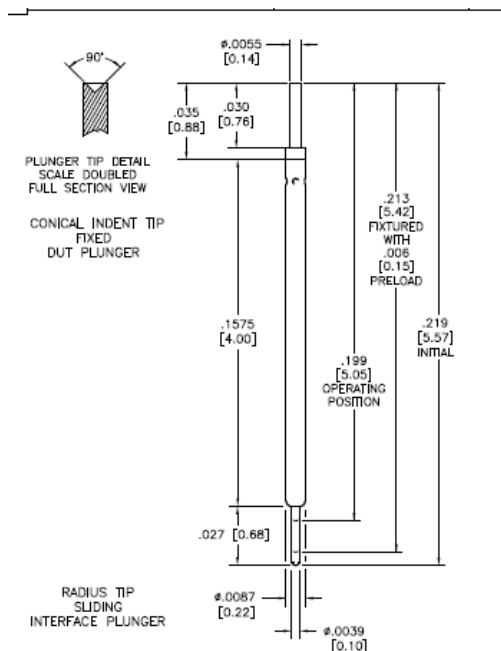 ø.0055
[0.14]
90°
.035
[0.88]
.030
[0.76]
PLUNGER TIP DETAIL
SCALE DOUBLED
FULL SECTION VIEW
CONICAL INDENT TIP
FIXED
DUT PLUNGER
.213
[5.42]
FIXTURED
WITH
.006
[0.15]
PRELOAD
.1575
[4.00]
.219
[5.57]
INITIAL
.199
[5.05]
OPERATING
POSITION
.027 [0.68]
RADIUS TIP
SLIDING
INTERFACE PLUNGER
ø.0087
[0.22]
ø.0039
[0.10]